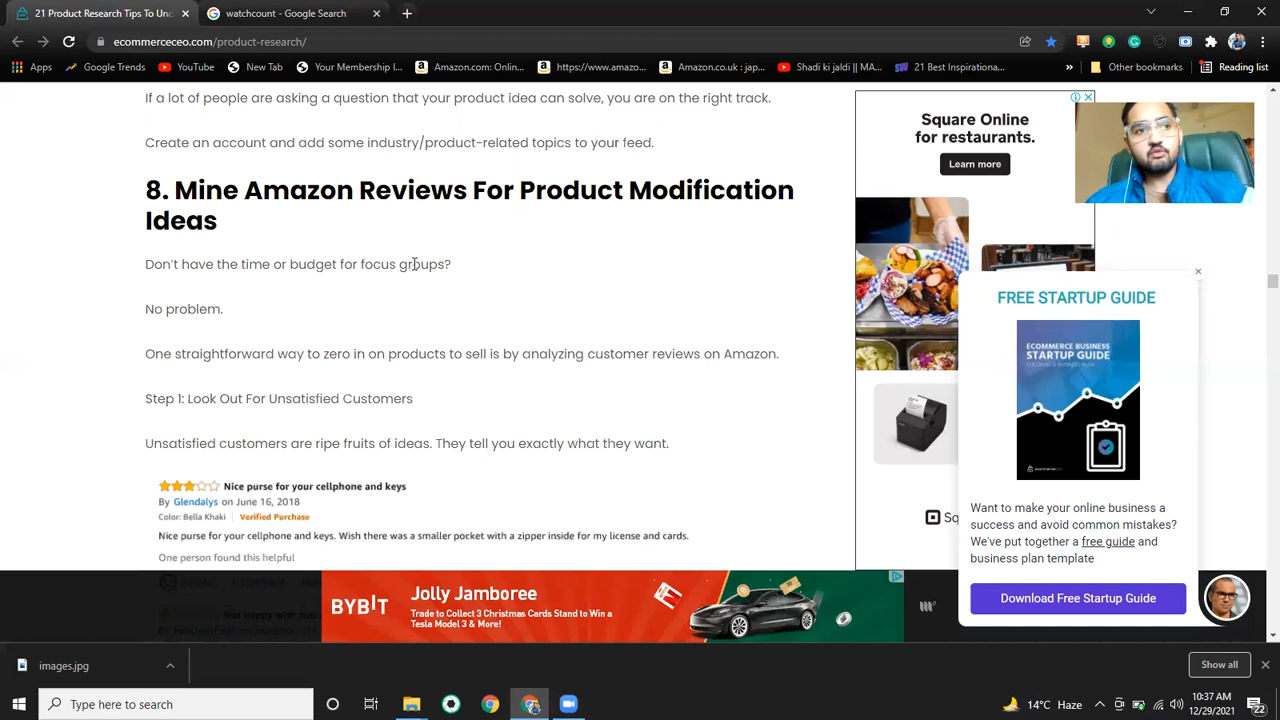 21 Product Research Tips To Unc
watchcount - Google Search
ecommerceceo.com/product-research/
Apps
Google Trends
YouTube
New Tab
Your Membership I...
Amazon.com: Onlin...
https://www.amazo...
Amazon.co.uk : jap...
Shadi ki jaldi || MA...
21 Best Inspirationa...
Other bookmarks
Reading list
If a lot of people are asking a question that your product idea can solve, you are on the right track.
Create an account and add some industry/product-related topics to your feed.
8. Mine Amazon Reviews For Product Modification
Ideas
Don't have the time or budget for focus groups?
No problem.
One straightforward way to zero in on products to sell is by analyzing customer reviews on Amazon.
Step 1: Look Out For Unsatisfied Customers
Unsatisfied customers are ripe fruits of ideas. They tell you exactly what they want.
Nice purse for your cellphone and keys
By Glendalys on June 16, 2018
Color: Bella Khaki | Verified Purchase
Nice purse for your cellphone and keys. Wish there was a smaller pocket with a zipper inside for my license and cards.
One person found this helpful
Square Online
for restaurants.
Learn more
Sq
FREE STARTUP GUIDE
ECOMMERCE BUSINESS
STARTUP GUIDE
Want to make your online business a
success and avoid common mistakes?
We've put together a free guide and
business plan template
Download Free Startup Guide
BYBIT
Jolly Jamboree
Trade to Collect 3 Christmas Cards Stand to Win a
Tesla Model 3 & More!
images.jpg
Show all
Type here to search
14°C Haze
10:37 AM
12/29/2021
22